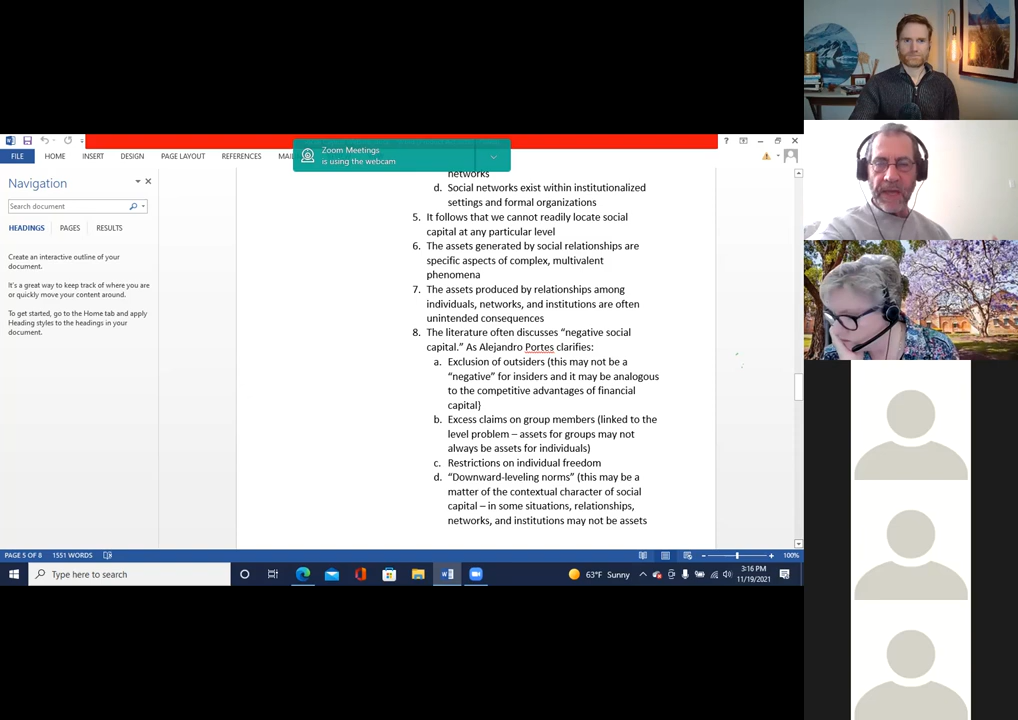 Zoom Meetings
is using the webcam
?
FILE HOME INSERT DESIGN PAGE LAYOUT REFERENCES
Navigation
Search document
HEADINGS PAGES RESULTS
Create an interactive outline of your
document.
It's a great way to keep track of where you are
or quickly move your content around.
To get started, go to the Home tab and apply
Heading styles to the headings in your
document.
networks
d. Social networks exist within institutionalized
settings and formal organizations
5. It follows that we cannot readily locate social
capital at any particular level
6. The assets generated by social relationships are
specific aspects of complex, multivalent
phenomena
7. The assets produced by relationships among
individuals, networks, and institutions are often
unintended consequences
8. The literature often discusses “negative social
capital.” As Alejandro Portes clarifies:
a. Exclusion of outsiders (this may not be a
“negative” for insiders and it may be analogous
to the competitive advantages of financial
capital}
b. Excess claims on group members (linked to the
level problem – assets for groups may not
always be assets for individuals)
c. Restrictions on individual freedom
d. “Downward-leveling norms” (this may be a
matter of the contextual character of social
capital – in some situations, relationships,
networks, and institutions may not be assets
PAGE 5 OF 8 1551 WORDS 100%
Type here to search 63°F Sunny 3:16 PM
11/19/2021